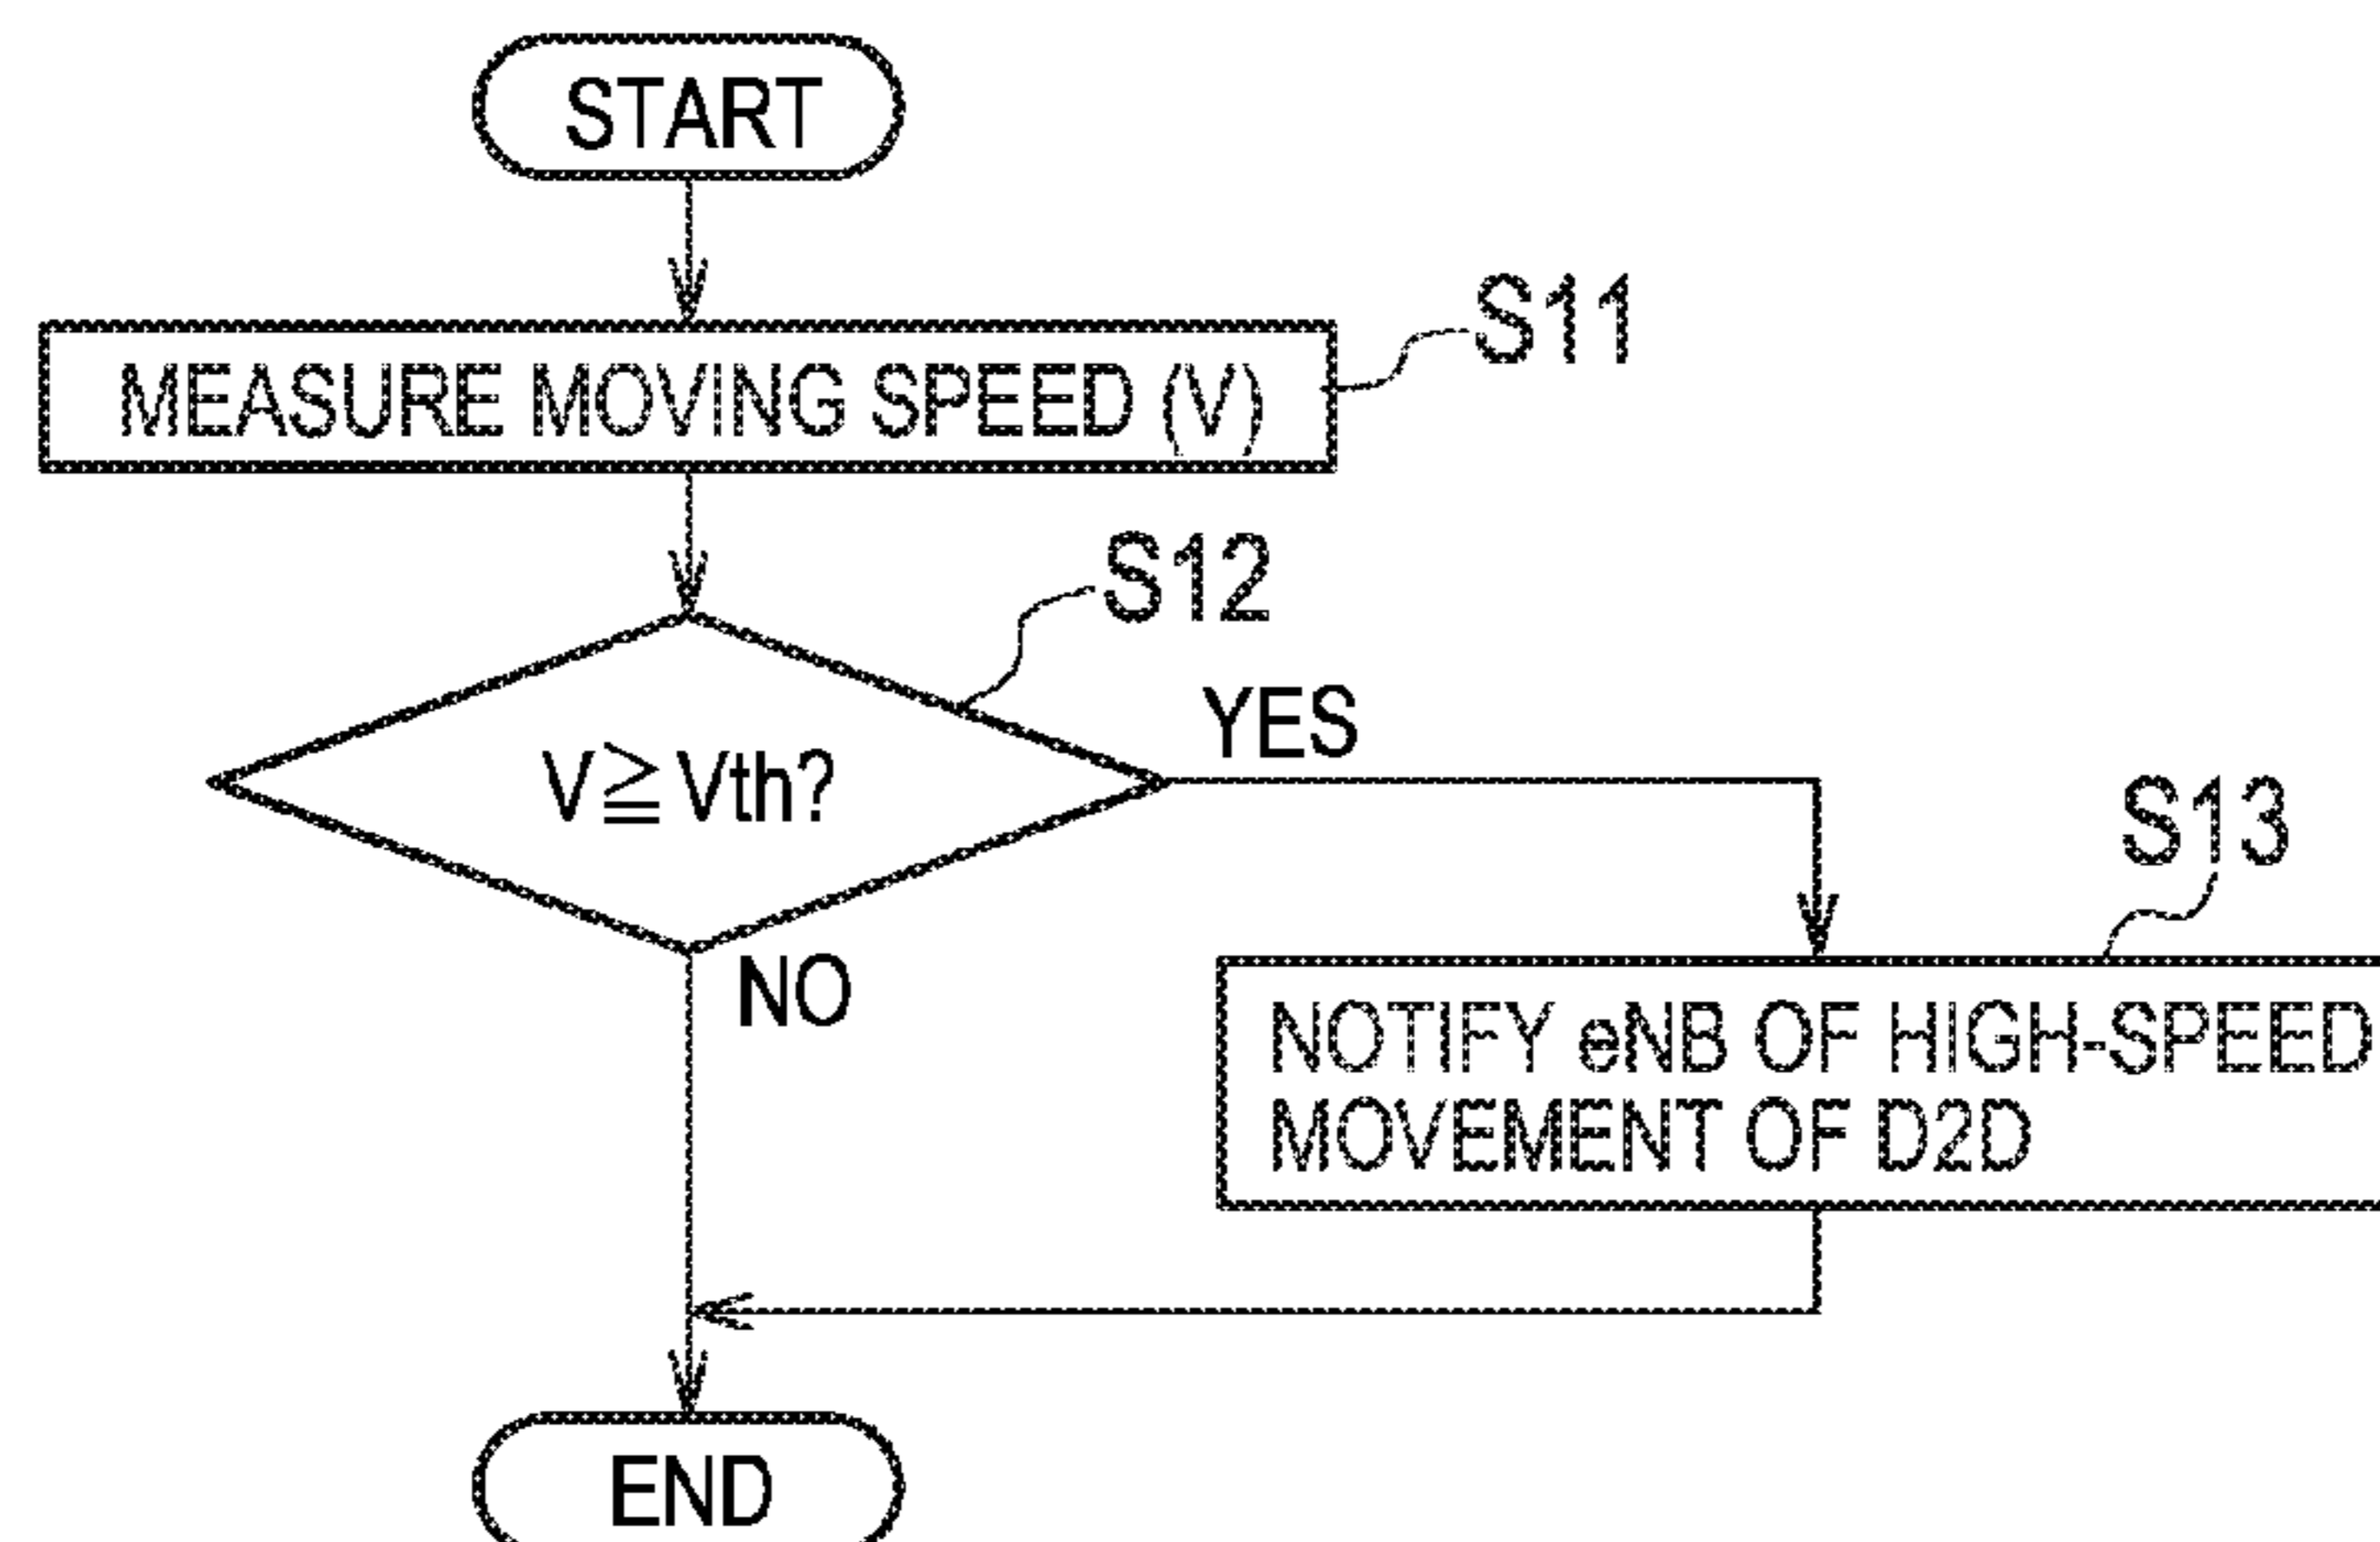 START
MEASURE MOVING SPEED (V)
S11
S12
V≧Vth?
YES
NO
S13
NOTIFY eNB OF HIGH-SPEED
MOVEMENT OF D2D
END